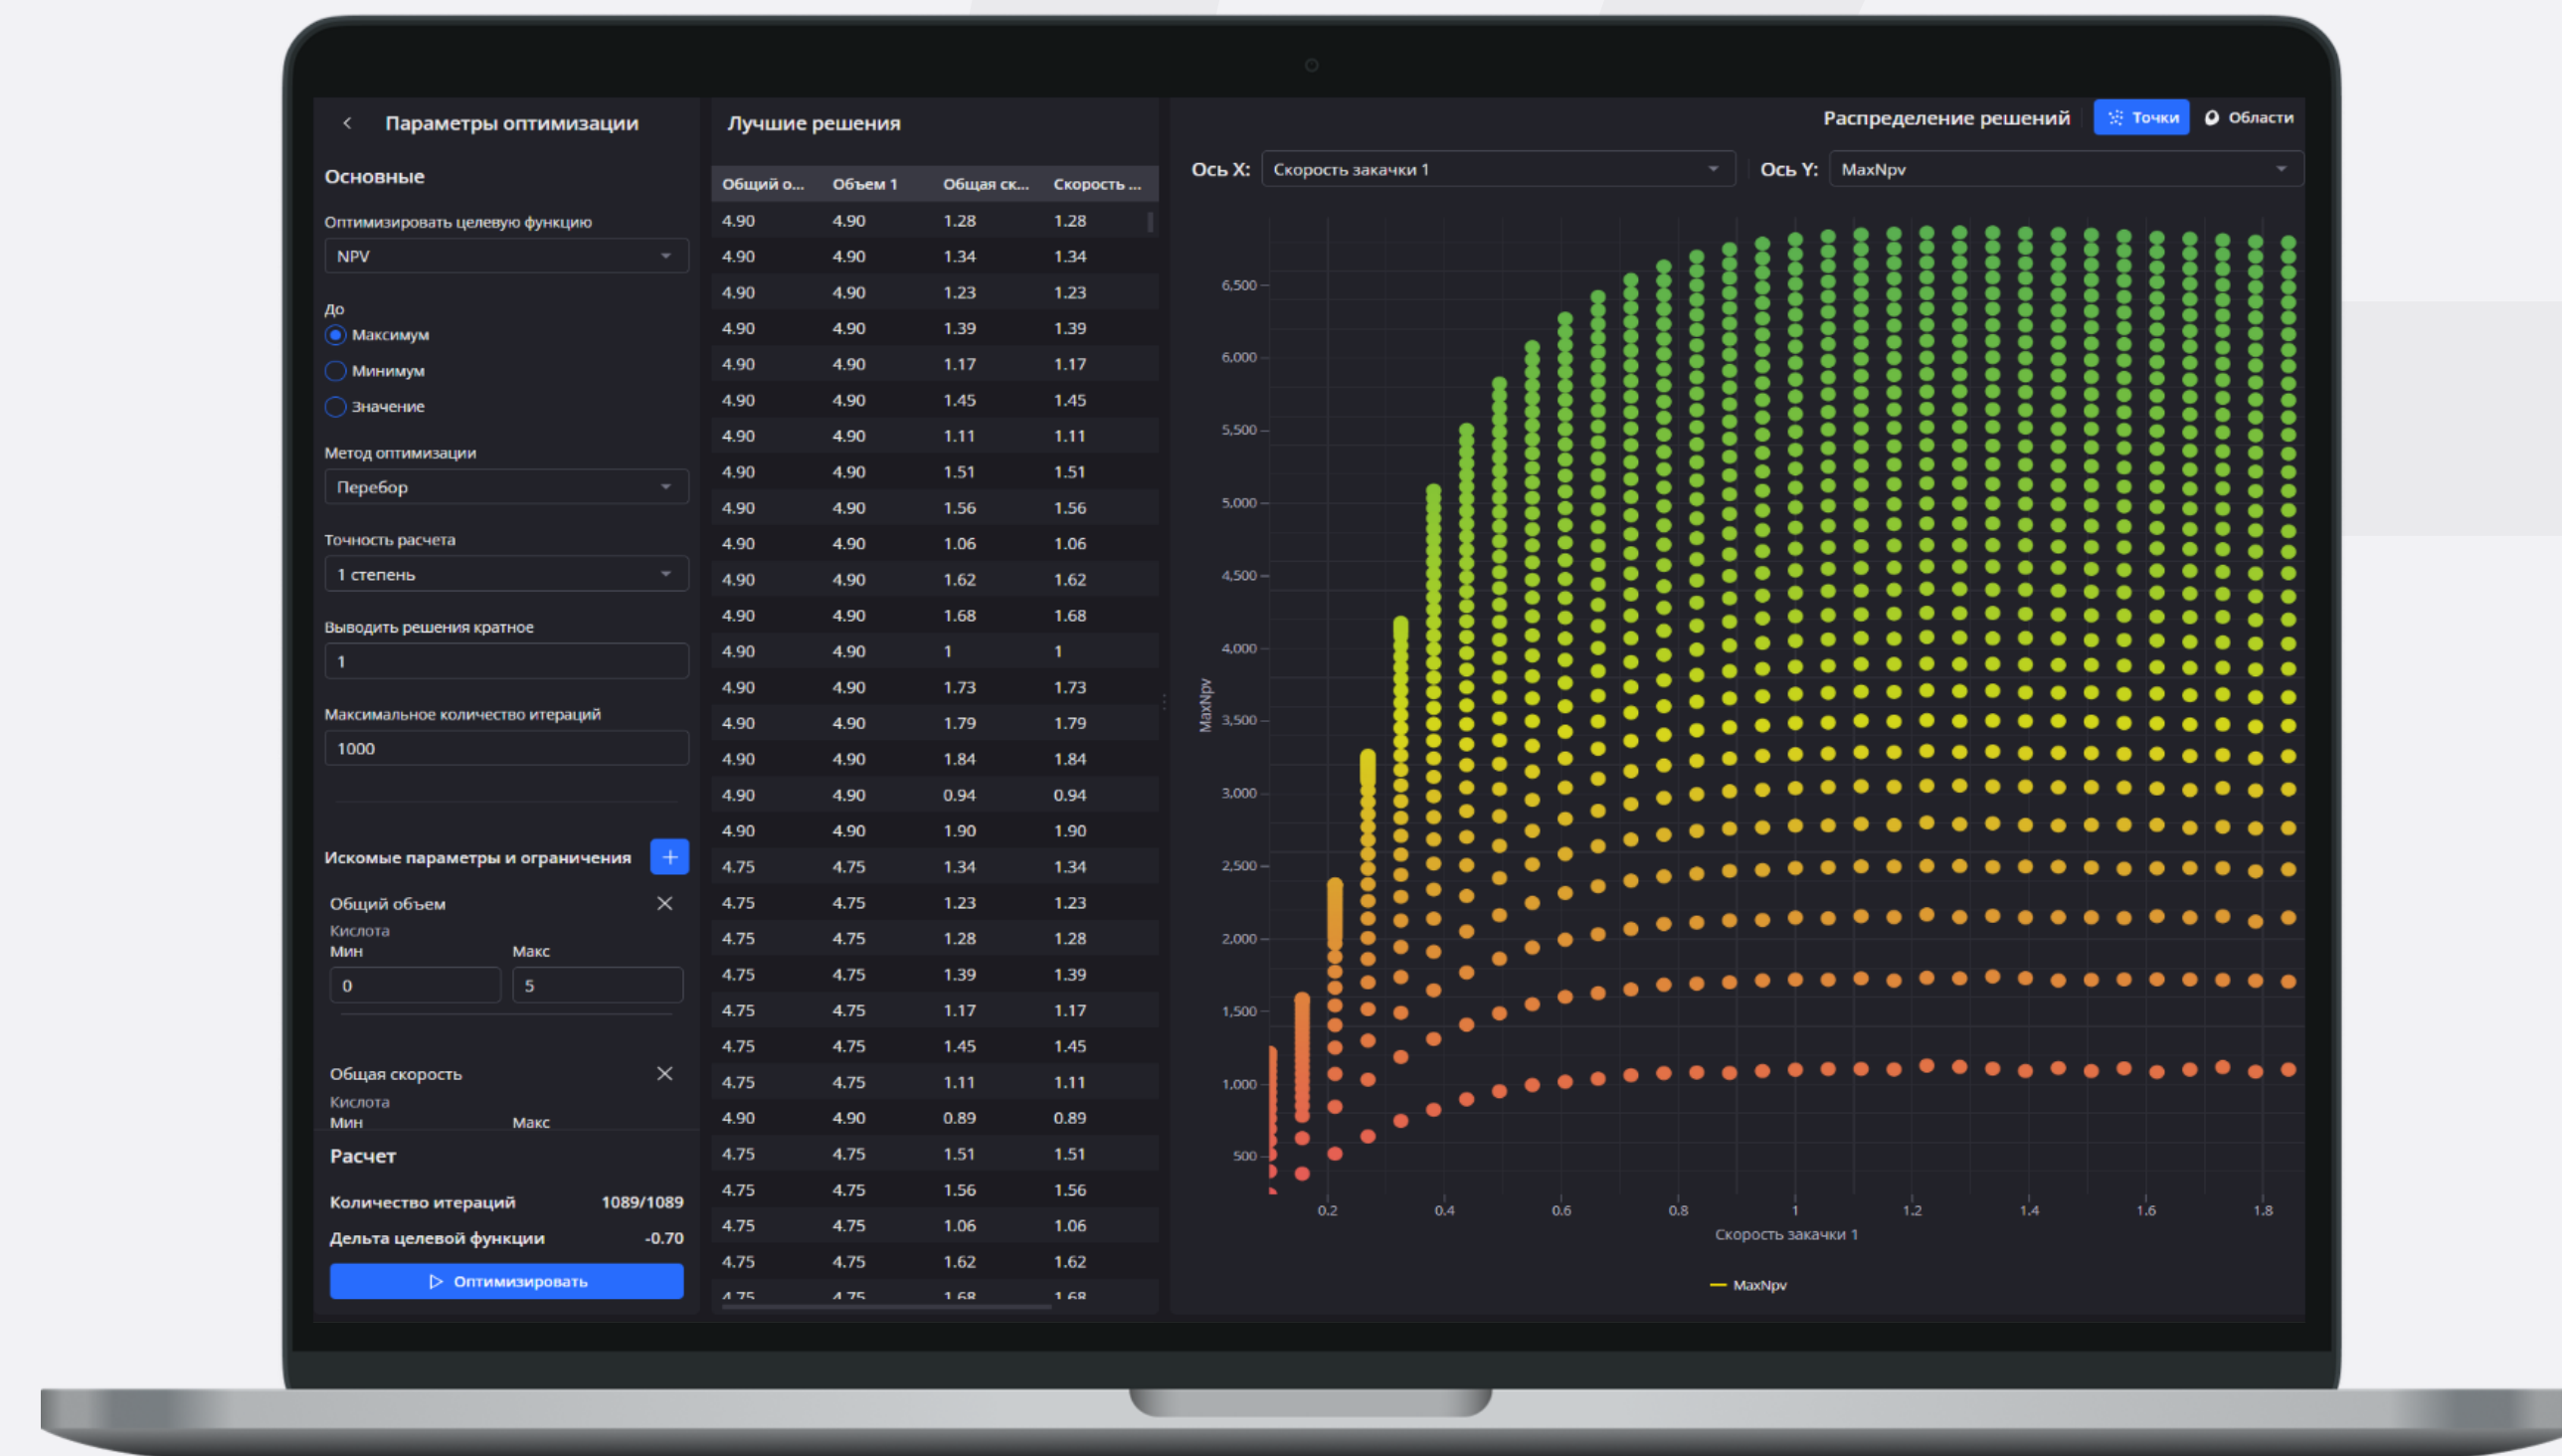 Параметры оптимизации
Основные
Оптимизировать целевую функцию
NPV
До
Максимум
Минимум
Значение
Метод оптимизации
Перебор
Точность расчета
1 степень
Выводить решения кратное
1
Максимальное количество итераций
1000
Искомые параметры и ограничения
Общий объем
Кислота
Мин Макс
0 5
Общая скорость
Кислота
Мин Макс
Расчет
Количество итераций 1089/1089
Дельта целевой функции -0.70
Оптимизировать
Лучшие решения
Общий о... Объем 1 Общая ск... Скорость ...
4.90 4.90 1.28 1.28
4.90 4.90 1.34 1.34
4.90 4.90 1.23 1.23
4.90 4.90 1.39 1.39
4.90 4.90 1.17 1.17
4.90 4.90 1.45 1.45
4.90 4.90 1.11 1.11
4.90 4.90 1.51 1.51
4.90 4.90 1.56 1.56
4.90 4.90 1.06 1.06
4.90 4.90 1.62 1.62
4.90 4.90 1.68 1.68
4.90 4.90 1 1
4.90 4.90 1.73 1.73
4.90 4.90 1.79 1.79
4.90 4.90 1.84 1.84
4.90 4.90 0.94 0.94
4.90 4.90 1.90 1.90
4.75 4.75 1.34 1.34
4.75 4.75 1.23 1.23
4.75 4.75 1.28 1.28
4.75 4.75 1.39 1.39
4.75 4.75 1.17 1.17
4.75 4.75 1.45 1.45
4.75 4.75 1.11 1.11
4.90 4.90 0.89 0.89
4.75 4.75 1.51 1.51
4.75 4.75 1.56 1.56
4.75 4.75 1.06 1.06
4.75 4.75 1.62 1.62
4.75 4.75 1.68 1.68
Распределение решений Точки Области
Ось X: Скорость закачки 1 Ось Y: MaxNpv
6,500
6,000
5,500
5,000
4,500
4,000
3,500
3,000
2,500
2,000
1,500
1,000
500
MaxNpv
0.2 0.4 0.6 0.8 1 1.2 1.4 1.6 1.8
Скорость закачки 1
MaxNpv